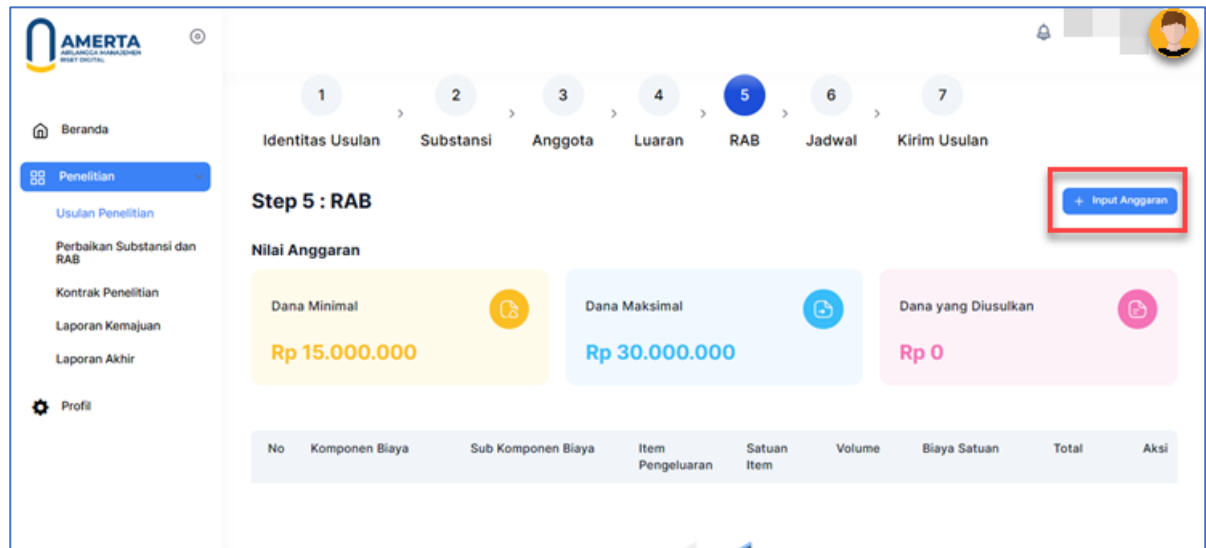 AMERTA
AIRLANGGA MANAJEMEN
RISET DIGITAL
1
2
3
4
5
6
7
Identitas Usulan
Substansi
Anggota
Luaran
RAB
Jadwal
Kirim Usulan
Beranda
Penelitian
Usulan Penelitian
Perbaikan Substansi dan
RAB
Kontrak Penelitian
Laporan Kemajuan
Laporan Akhir
Profil
Step 5 : RAB
+ Input Anggaran
Nilai Anggaran
Dana Minimal
Rp 15.000.000
Dana Maksimal
Rp 30.000.000
Dana yang Diusulkan
Rp 0
No
Komponen Biaya
Sub Komponen Biaya
Item
Pengeluaran
Satuan
Item
Volume
Biaya Satuan
Total
Aksi